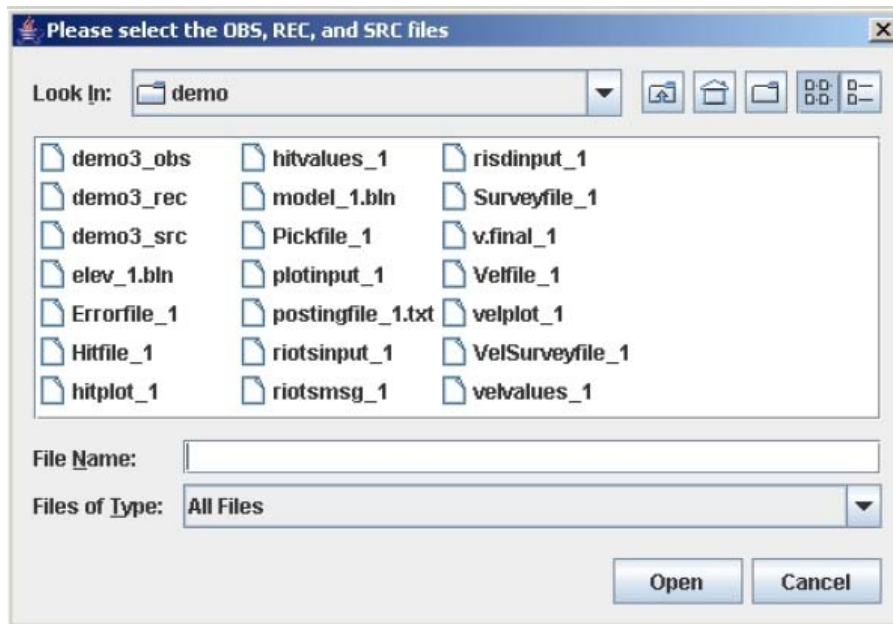 Please select the OBS, REC, and SRC files
Look In: demo
demo3_obs hitvalues_1 risdinput_1
demo3_rec model_1.bln Surveyfile_1
demo3_src Pickfile_1 v.final_1
elev_1.bln plotinput_1 Velfile_1
Errorfile_1 postingfile_1.txt velplot_1
Hitfile_1 riotsinput_1 VelSurveyfile_1
hitplot_1 riotsmsg_1 velvalues_1
File Name:
Files of Type: All Files
Open Cancel